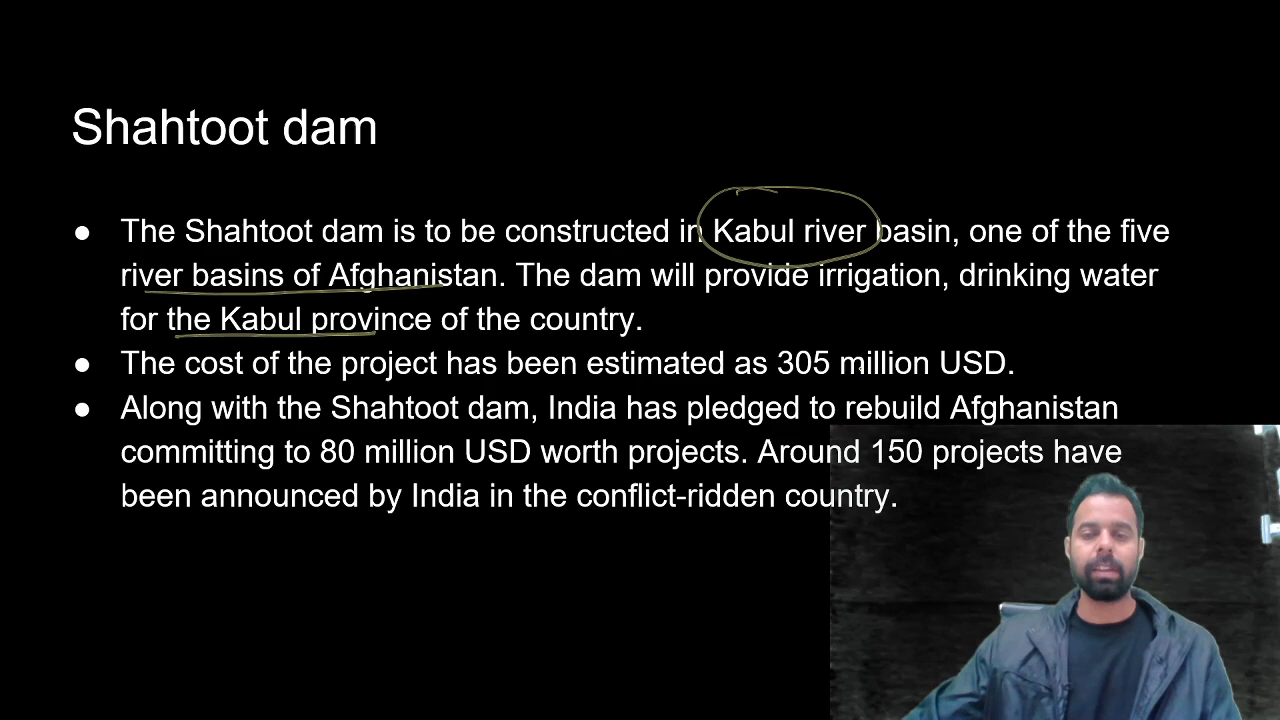 Shahtoot dam
● The Shahtoot dam is to be constructed in Kabul river basin, one of the five
river basins of Afghanistan. The dam will provide irrigation, drinking water
for the Kabul province of the country.
● The cost of the project has been estimated as 305 million USD.
● Along with the Shahtoot dam, India has pledged to rebuild Afghanistan
committing to 80 million USD worth projects. Around 150 projects have
been announced by India in the conflict-ridden country.